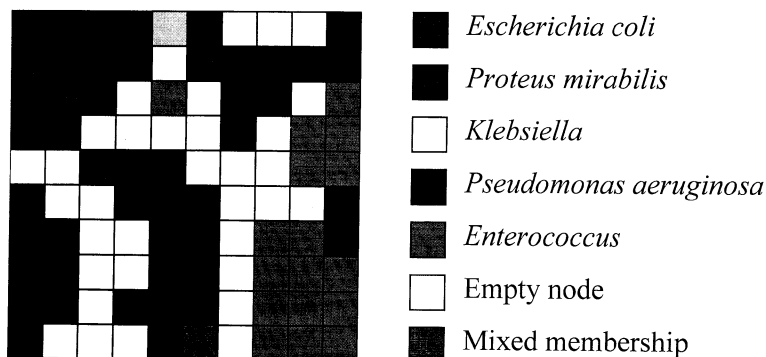 Escherichia coli
Proteus mirabilis
Klebsiella
Pseudomonas aeruginosa
Enterococcus
Empty node
Mixed membership